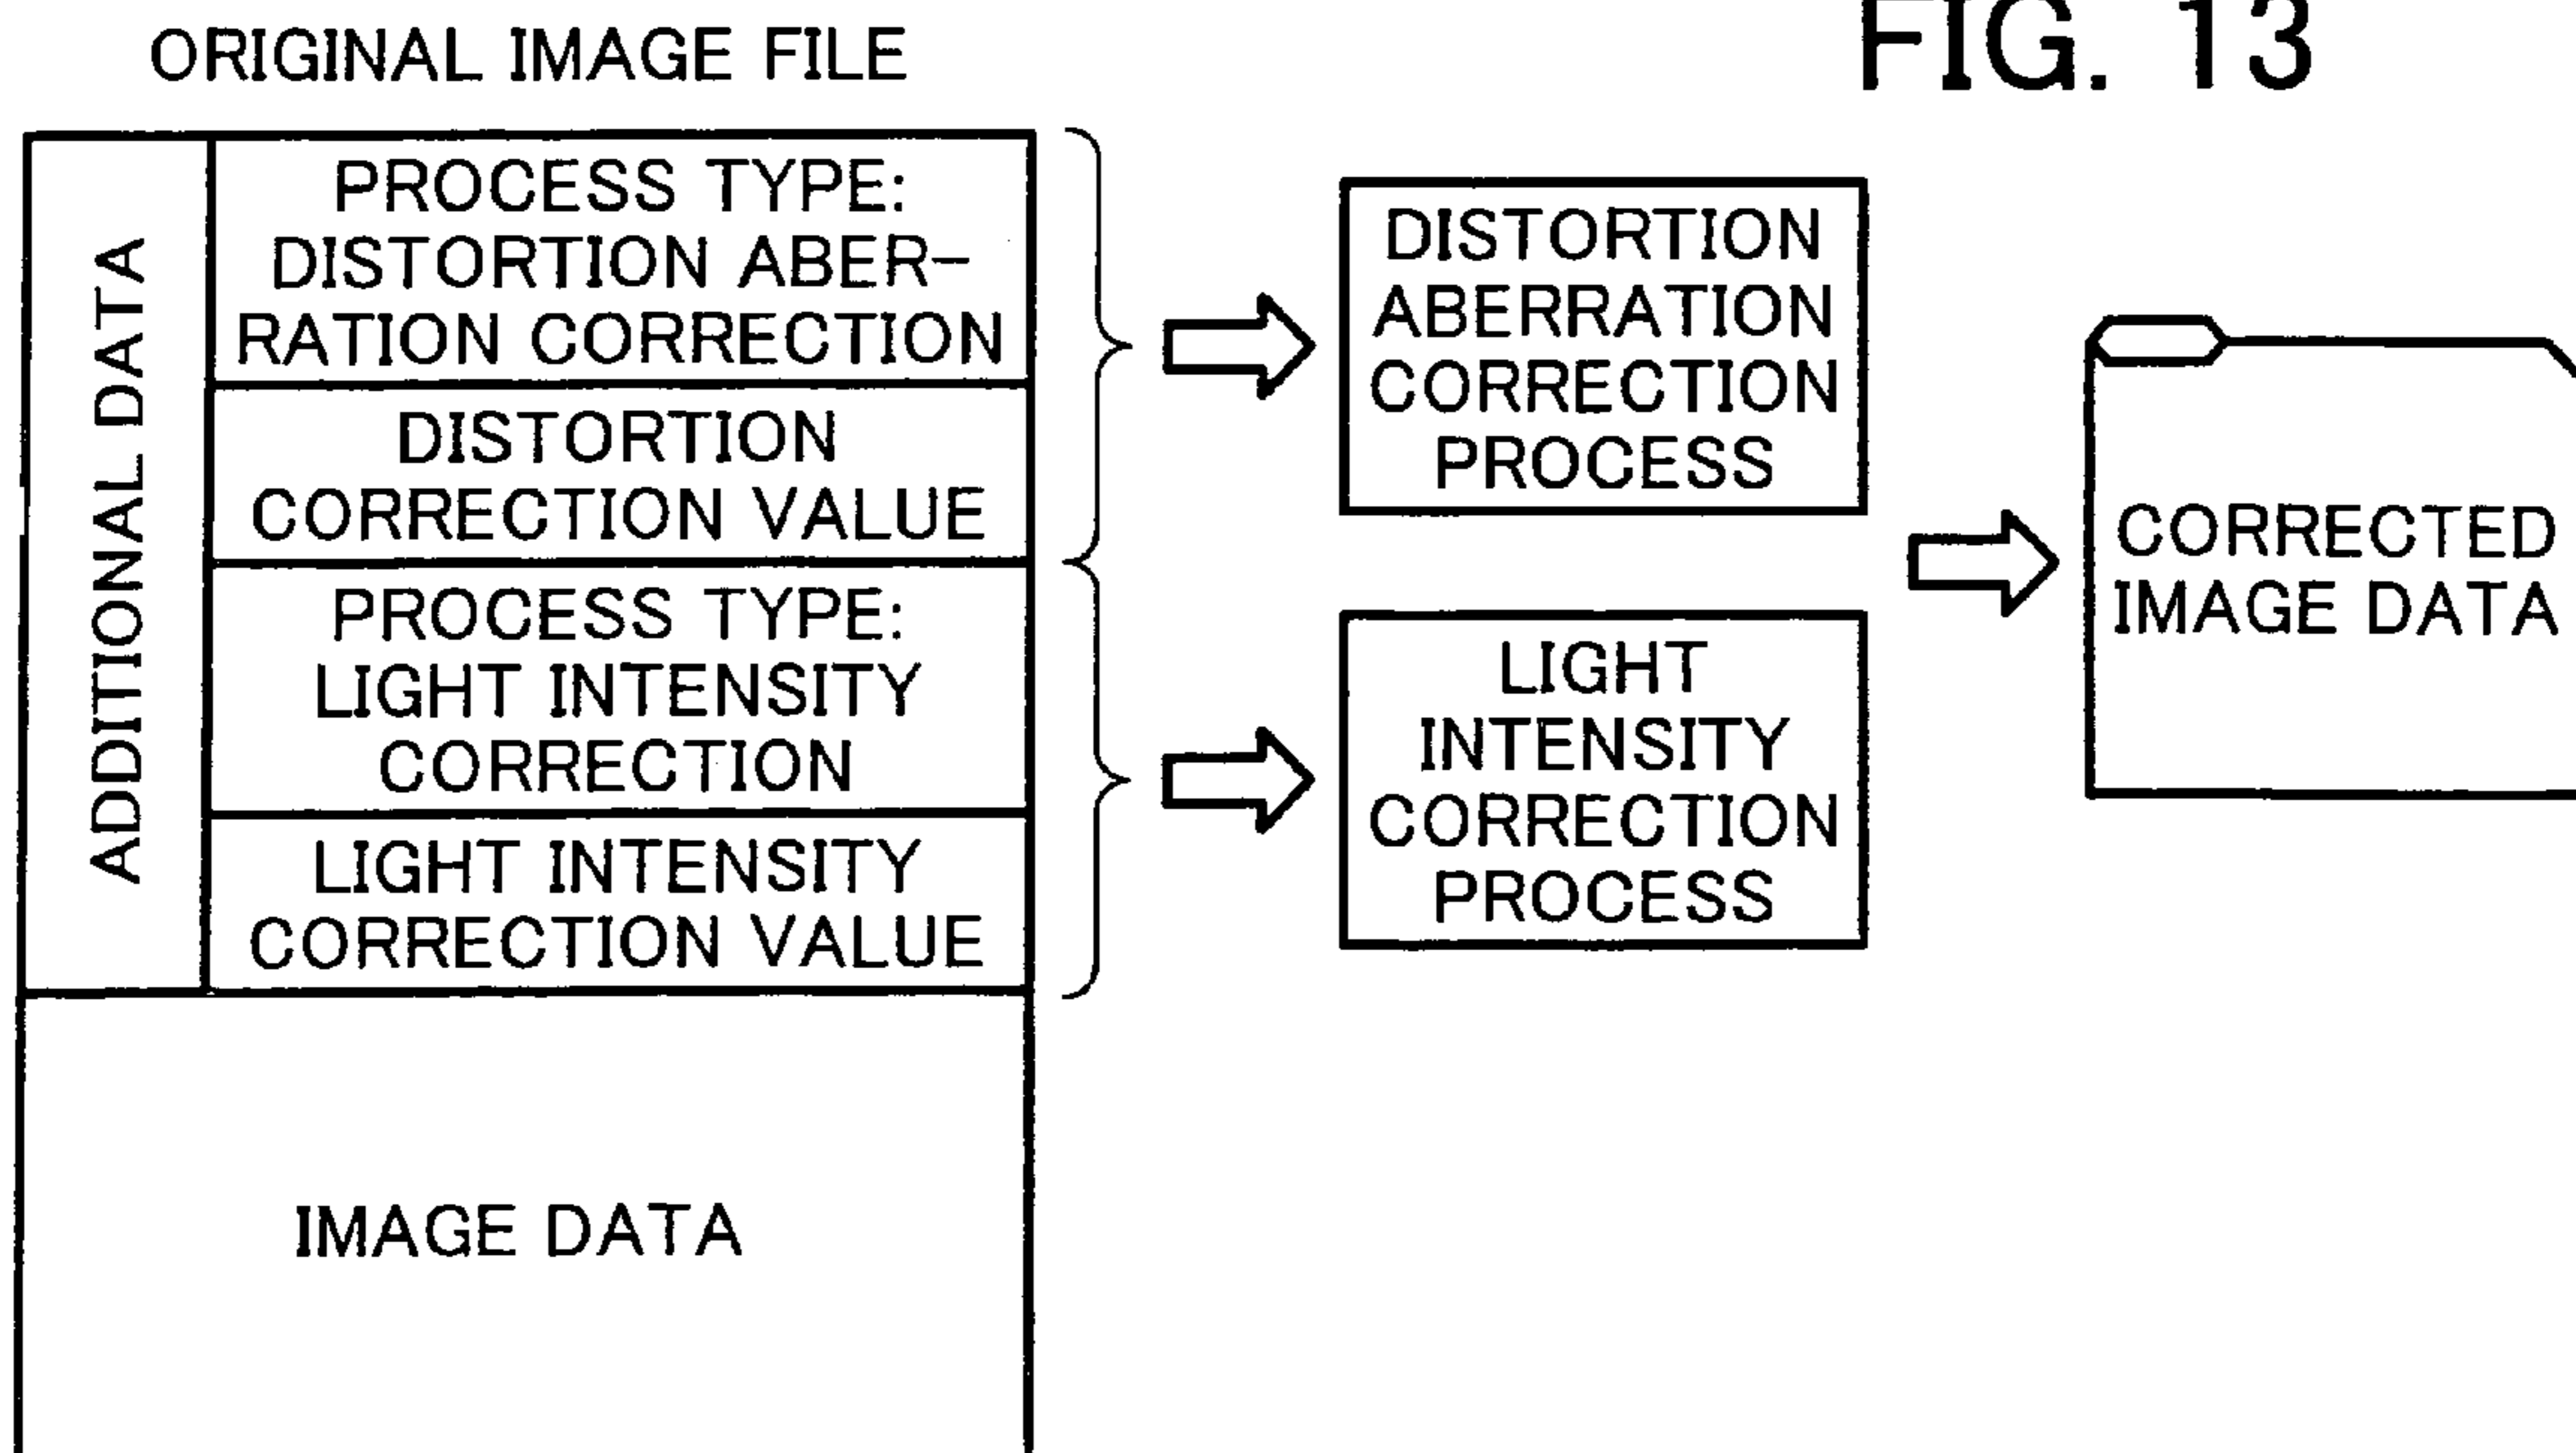 FIG. 13
ORIGINAL IMAGE FILE
ADDITIONAL DATA
PROCESS TYPE:
DISTORTION ABER-
RATION CORRECTION
DISTORTION
CORRECTION VALUE
PROCESS TYPE:
LIGHT INTENSITY
CORRECTION
LIGHT INTENSITY
CORRECTION VALUE
IMAGE DATA
DISTORTION
ABERRATION
CORRECTION
PROCESS
LIGHT
INTENSITY
CORRECTION
PROCESS
CORRECTED
IMAGE DATA